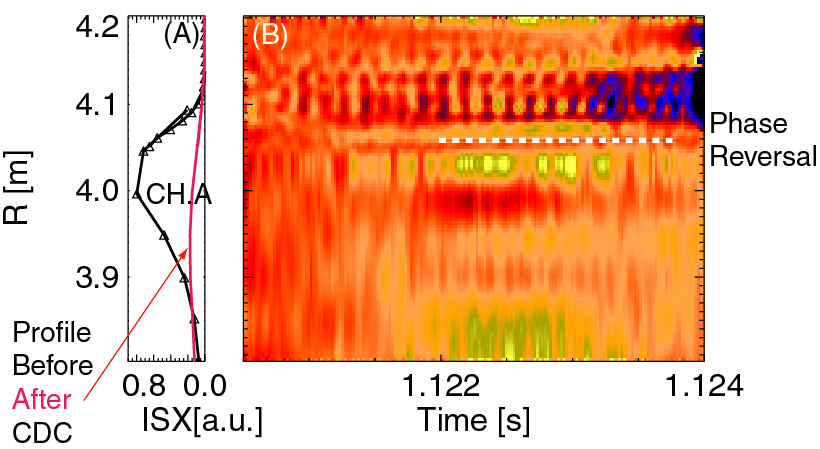 (A)
(B)
4.2
4.1
4.0
3.9
R [m]
CH.A
Phase
Reversal
Profile
Before
After
CDC
0.8 0.0
ISX[a.u.]
1.122
1.124
Time [s]